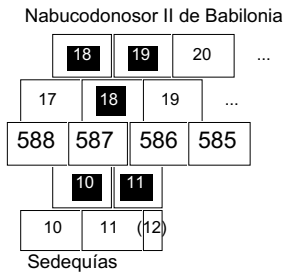 Nabucodonosor II de Babilonia
18 19 20 ...
17 18 19 ...
588 587 586 585
10 11
10 11 (12)
Sedequías